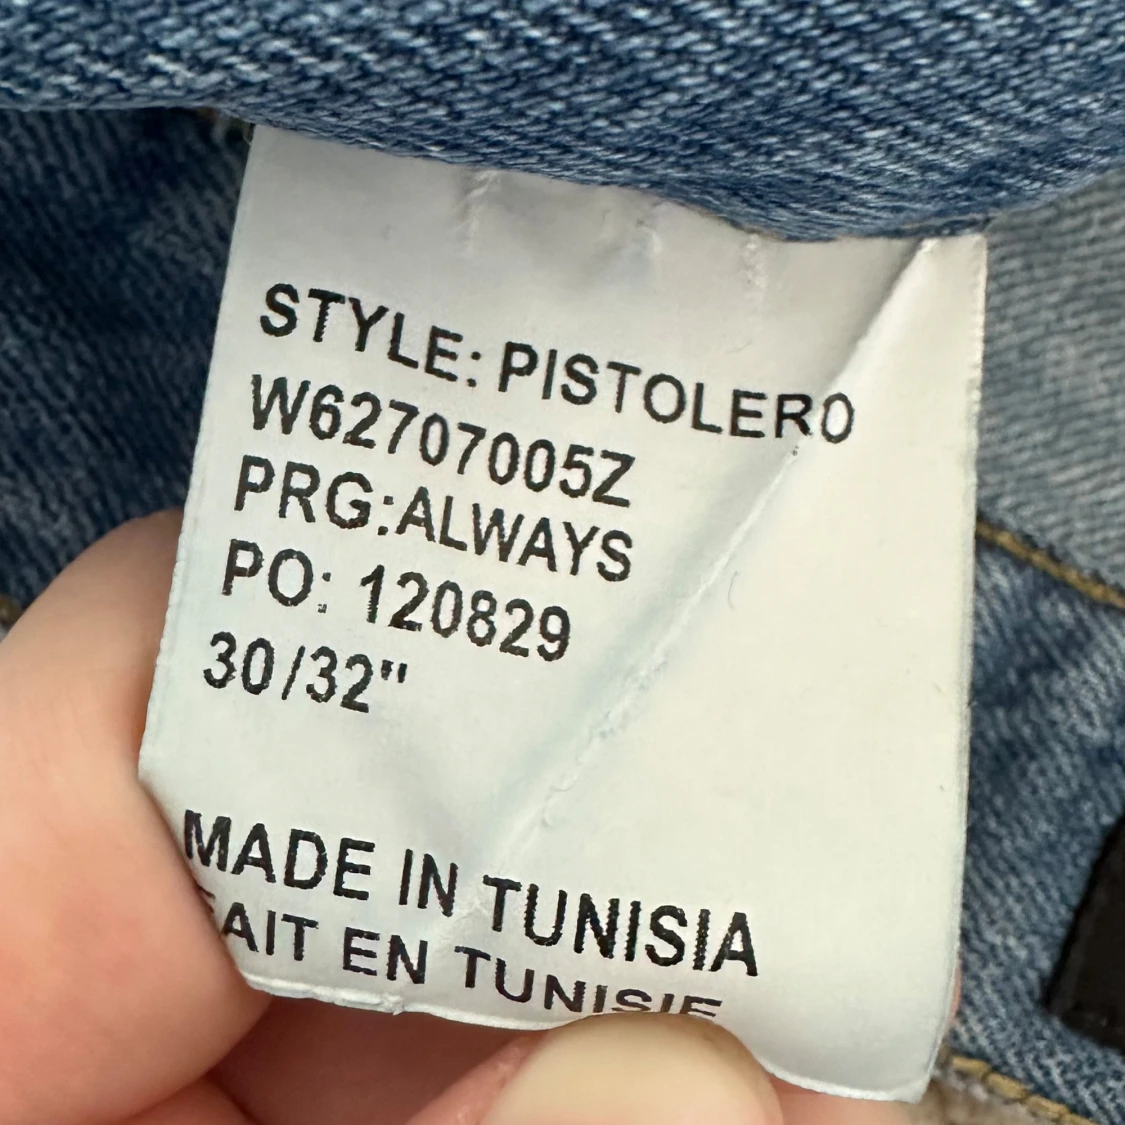 STYLE: PISTOLERO
W62707005Z
PRG:ALWAYS
PO: 120829
30/32"
MADE IN TUNISIA
FAIT EN TUNISIE